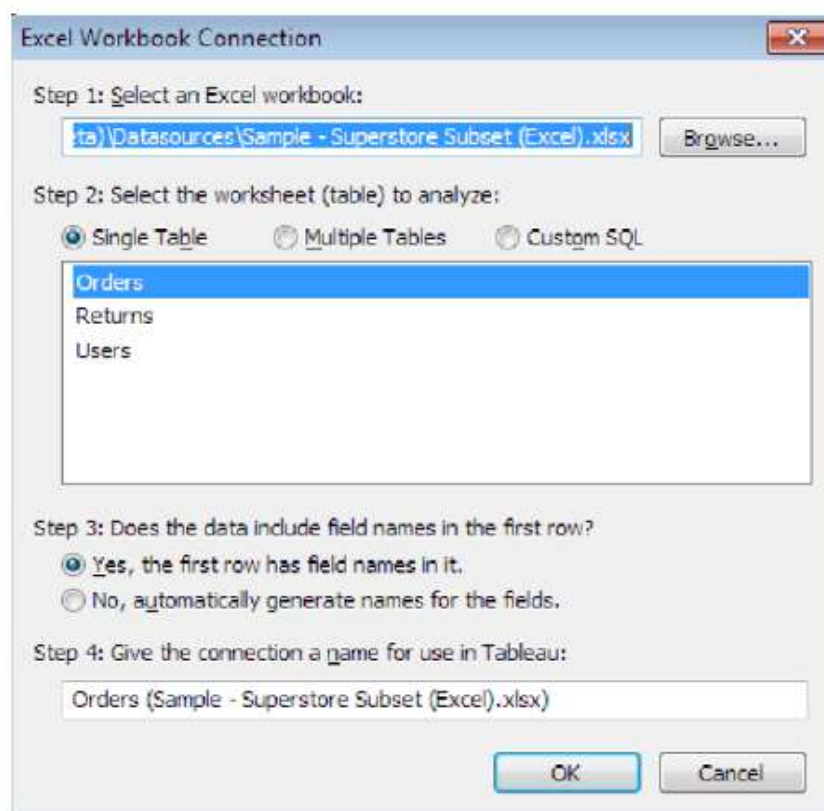 Excel Workbook Connection
Step 1: Select an Excel workbook:
:ta)\Datasources\Sample - Superstore Subset (Excel).xlsx
Browse...
Step 2: Select the worksheet (table) to analyze:
Single Table Multiple Tables Custom SQL
Orders
Returns
Users
Step 3: Does the data include field names in the first row?
Yes, the first row has field names in it.
No, automatically generate names for the fields.
Step 4: Give the connection a name for use in Tableau:
Orders (Sample - Superstore Subset (Excel).xlsx)
OK Cancel